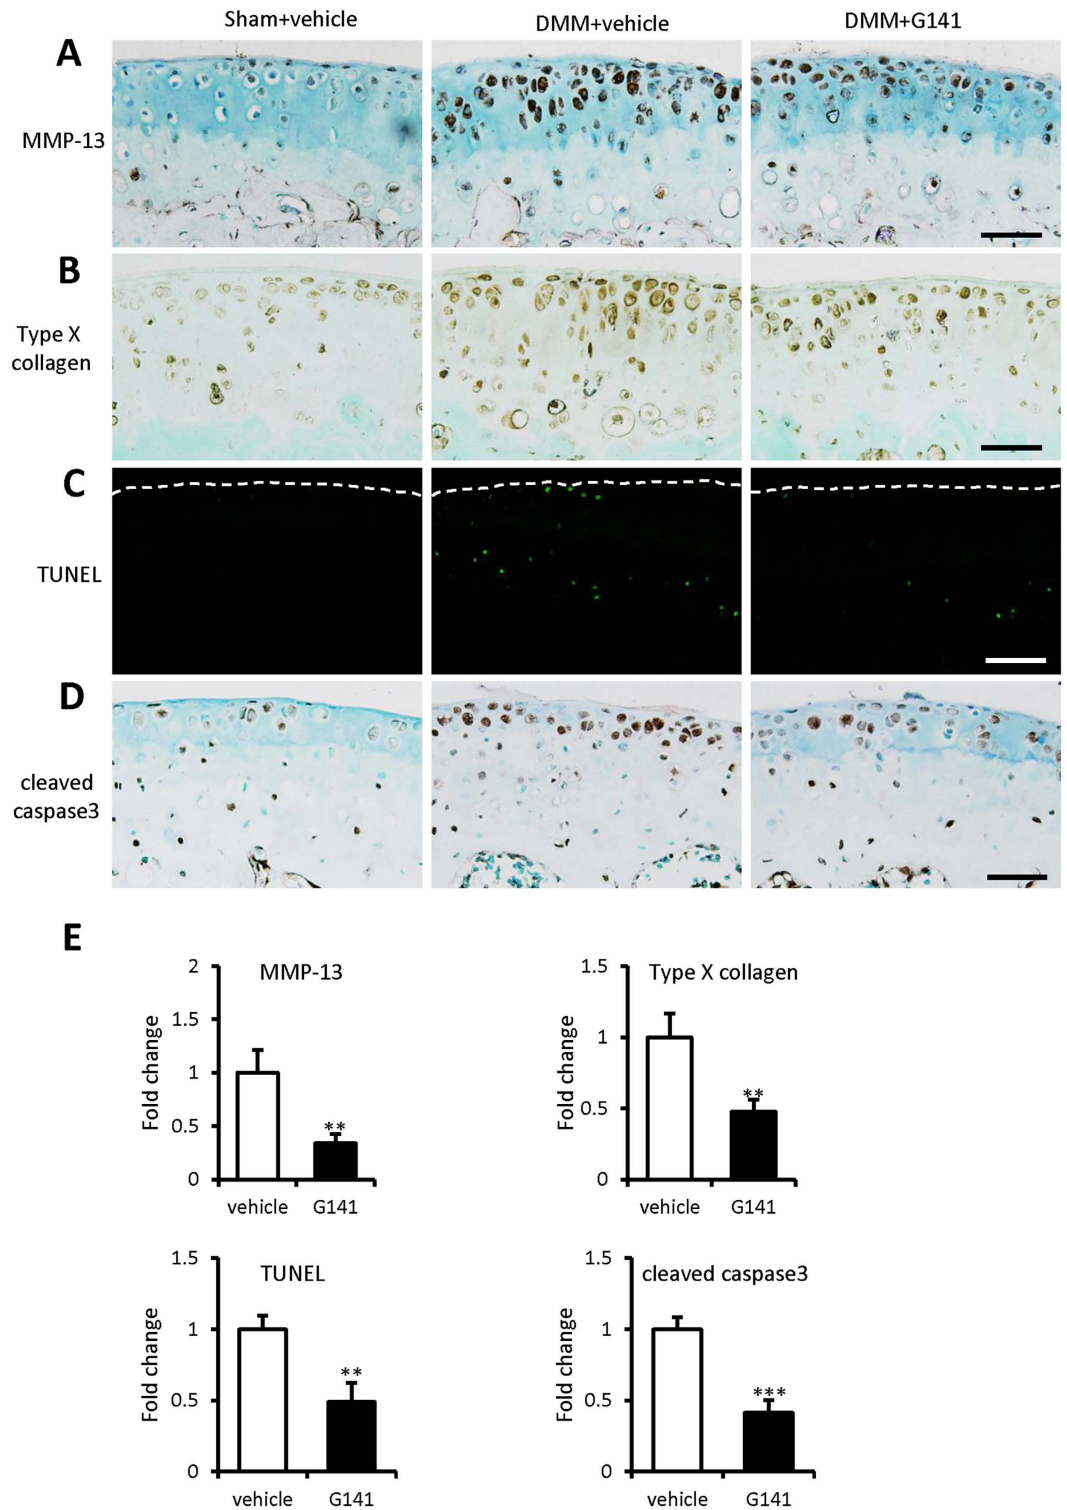 Sham+vehicle
DMM+vehicle
DMM+G141
A
MMP-13
B
Type X
collagen
C
TUNEL
D
cleaved
caspase3
E
MMP-13
2
1.5
1
0.5
0
Fold change
**
vehicle
G141
Type X collagen
1.5
1
0.5
0
Fold change
**
vehicle
G141
TUNEL
1.5
1
0.5
0
Fold change
**
vehicle
G141
cleaved caspase3
1.5
1
0.5
0
Fold change
***
vehicle
G141